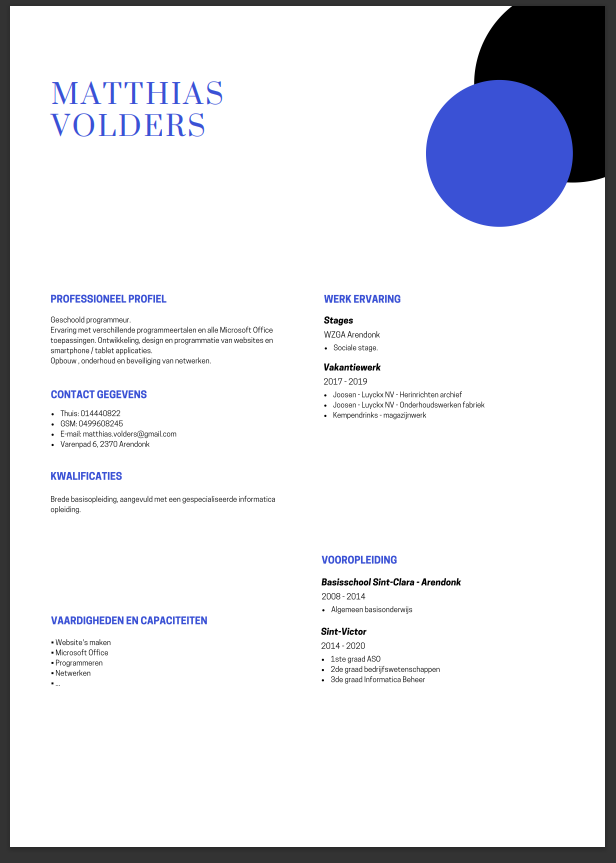 MATTHIAS
VOLDERS
PROFESSIONEEL PROFIEL
Geschoold programmeur.
Ervaring met verschillende programmeertalen en alle Microsoft Office
toepassingen. Ontwikkeling, design en programmatie van websites en
smartphone / tablet applicaties.
Opbouw , onderhoud en beveiliging van netwerken.
CONTACT GEGEVENS
• Thuis: 014440822
• GSM: 0499608245
• E-mail: matthias.volders@gmail.com
• Varenpad 6, 2370 Arendonk
KWALIFICATIES
Brede basisopleiding, aangevuld met een gespecialiseerde informatica
opleiding.
VAARDIGHEDEN EN CAPACITEITEN
• Website's maken
• Microsoft Office
• Programmeren
• Netwerken
• ...
WERK ERVARING
Stages
WZGA Arendonk
• Sociale stage.
Vakantiewerk
2017 - 2019
• Joosen - Luyckx NV - Herinrichten archief
• Joosen - Luyckx NV - Onderhoudswerken fabriek
• Kempendrinks - magazijnwerk
VOOROPLEIDING
Basisschool Sint-Clara - Arendonk
2008 - 2014
• Algemeen basisonderwijs
Sint-Victor
2014 - 2020
• 1ste graad ASO
• 2de graad bedrijfswetenschappen
• 3de graad Informatica Beheer